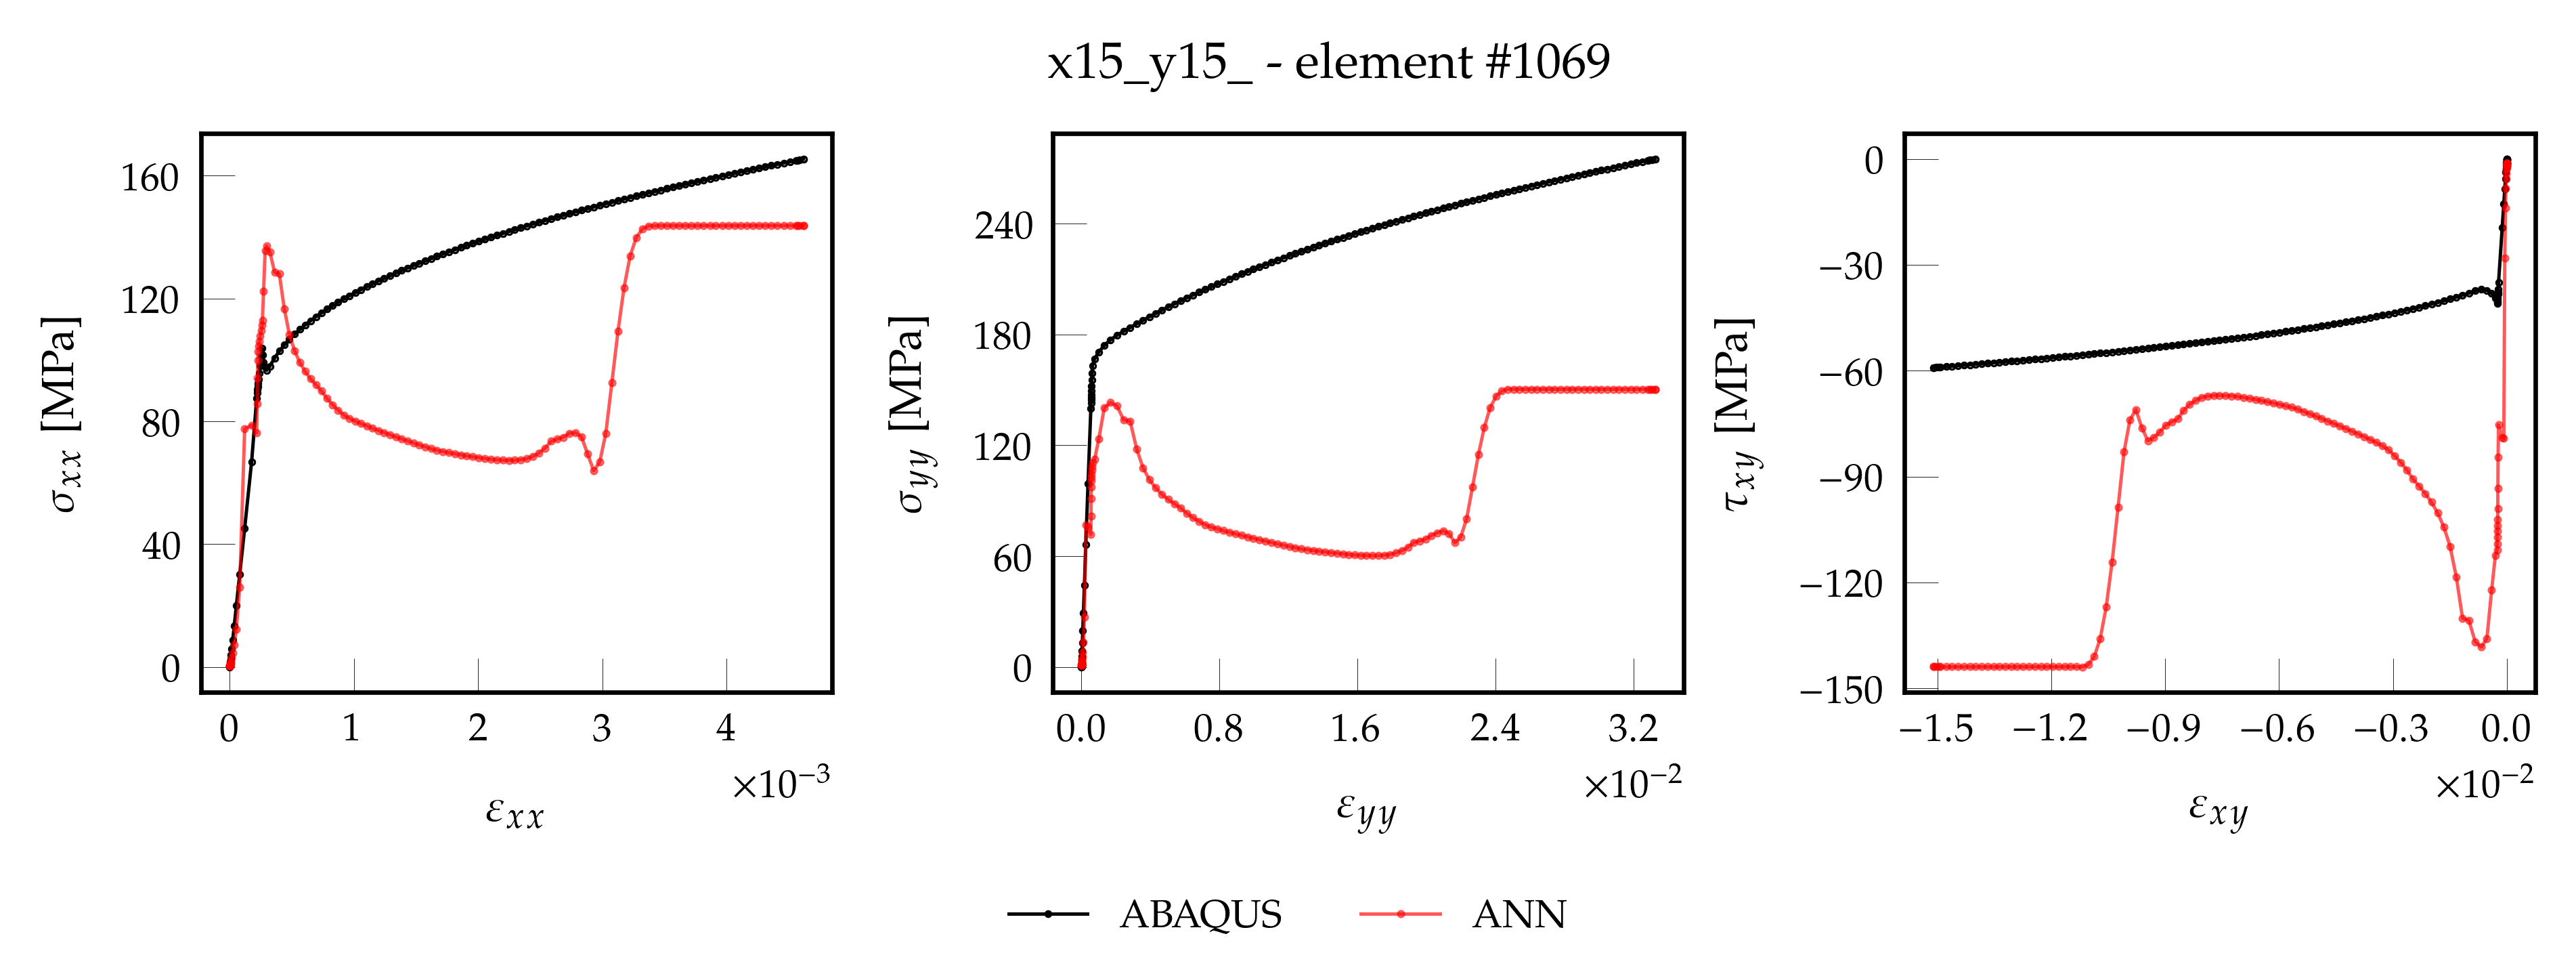 x15_y15_ - element #1069
σxx [MPa]
160
120
80
40
0
0 1 2 3 4
×10−3
εxx
σyy [MPa]
240
180
120
60
0
0.0 0.8 1.6 2.4 3.2
×10−2
εyy
τxy [MPa]
0
−30
−60
−90
−120
−150
−1.5 −1.2 −0.9 −0.6 −0.3 0.0
×10−2
εxy
ABAQUS ANN